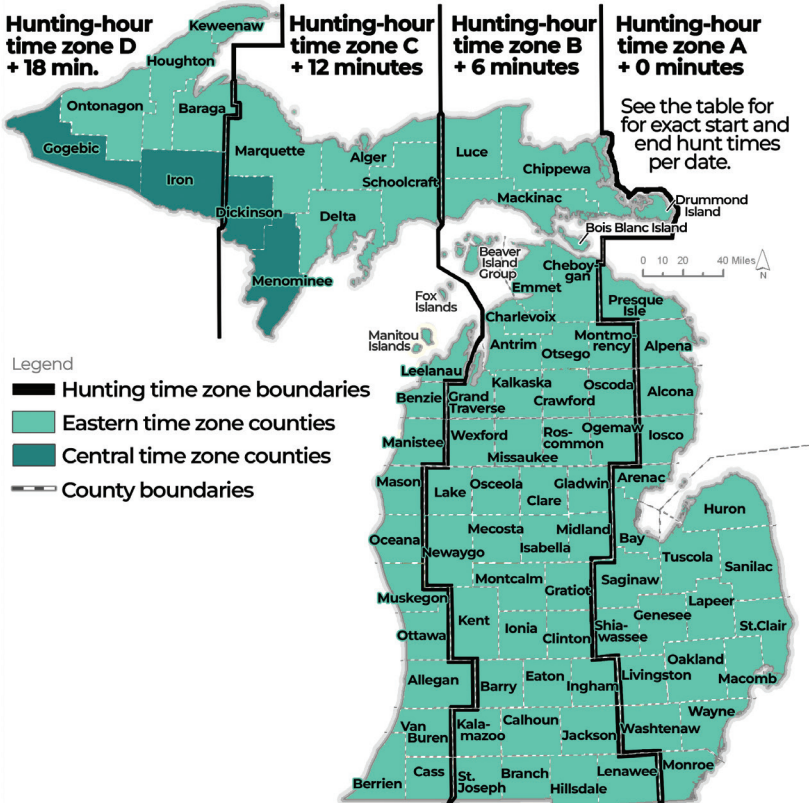 Hunting-hour
time zone D
+ 18 min.
Hunting-hour
time zone C
+ 12 minutes
Hunting-hour
time zone B
+ 6 minutes
Hunting-hour
time zone A
+ 0 minutes
See the table for
for exact start and
end hunt times
per date.
Keweenaw
Houghton
Ontonagon
Baraga
Gogebic
Iron
Marquette
Dickinson
Menominee
Alger
Schoolcraft
Delta
Luce
Chippewa
Mackinac
Drummond
Island
Bois Blanc Island
0 10 20 40 Miles
N
Beaver
Island
Group
Fox
Islands
Manitou
Islands
Legend
Hunting time zone boundaries
Eastern time zone counties
Central time zone counties
County boundaries
Cheboy-
gan
Emmet
Presque
Isle
Charlevoix
Antrim
Otsego
Montmo-
rency
Alpena
Leelanau
Benzie
Grand
Traverse
Kalkaska
Crawford
Oscoda
Alcona
Manistee
Wexford
Missaukee
Ros-
common
Ogemaw
Iosco
Mason
Lake
Osceola
Clare
Gladwin
Arenac
Huron
Oceana
Newaygo
Mecosta
Isabella
Midland
Bay
Tuscola
Sanilac
Muskegon
Montcalm
Gratiot
Saginaw
Lapeer
Genesee
St.Clair
Ottawa
Kent
Ionia
Clinton
Shia-
wassee
Oakland
Macomb
Allegan
Barry
Eaton
Ingham
Livingston
Wayne
Van
Buren
Kala-
mazoo
Calhoun
Jackson
Washtenaw
Monroe
Berrien
Cass
St.
Joseph
Branch
Hillsdale
Lenawee